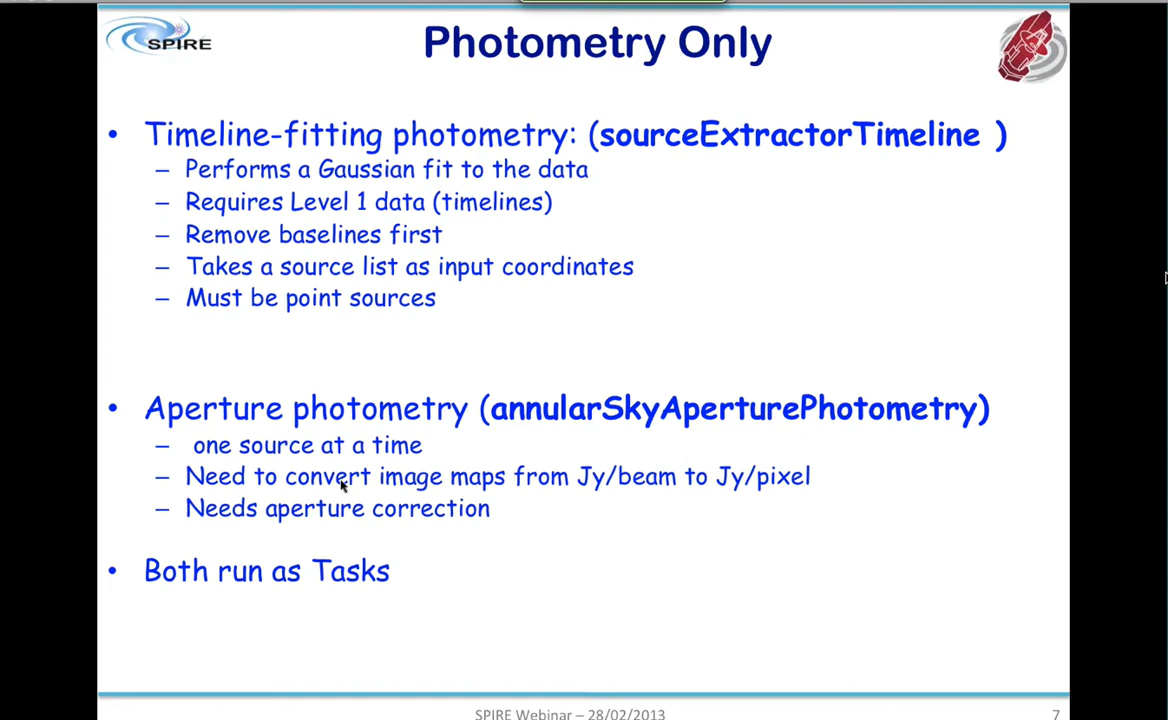 SPIRE
Photometry Only
• Timeline-fitting photometry: (sourceExtractorTimeline )
– Performs a Gaussian fit to the data
– Requires Level 1 data (timelines)
– Remove baselines first
– Takes a source list as input coordinates
– Must be point sources
• Aperture photometry (annularSkyAperturePhotometry)
– one source at a time
– Need to convert image maps from Jy/beam to Jy/pixel
– Needs aperture correction
• Both run as Tasks
SPIRE Webinar – 28/02/2013
7